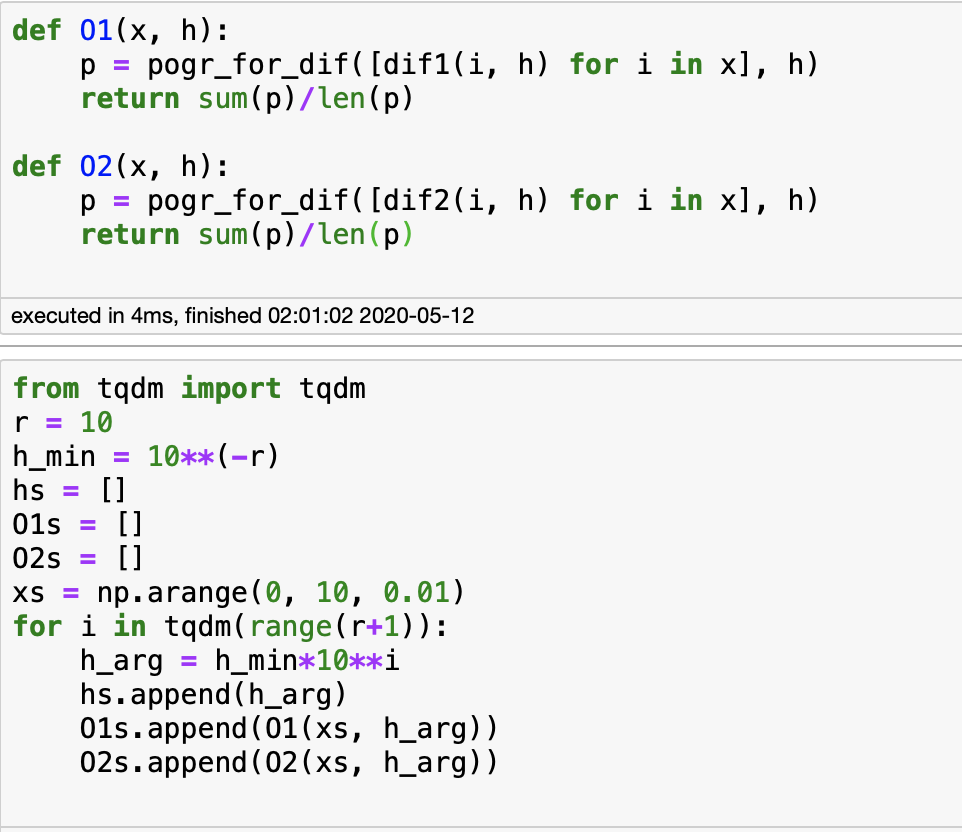 def O1(x, h):
    p = pogr_for_dif([dif1(i, h) for i in x], h)
    return sum(p)/len(p)

def O2(x, h):
    p = pogr_for_dif([dif2(i, h) for i in x], h)
    return sum(p)/len(p)

executed in 4ms, finished 02:01:02 2020-05-12

from tqdm import tqdm
r = 10
h_min = 10**(-r)
hs = []
O1s = []
O2s = []
xs = np.arange(0, 10, 0.01)
for i in tqdm(range(r+1)):
    h_arg = h_min*10**i
    hs.append(h_arg)
    O1s.append(O1(xs, h_arg))
    O2s.append(O2(xs, h_arg))